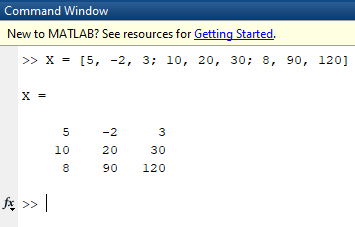 Command Window
New to MATLAB? See resources for Getting Started.
>> X = [5, -2, 3; 10, 20, 30; 8, 90, 120]
X =
5 -2 3
10 20 30
8 90 120
fx >>